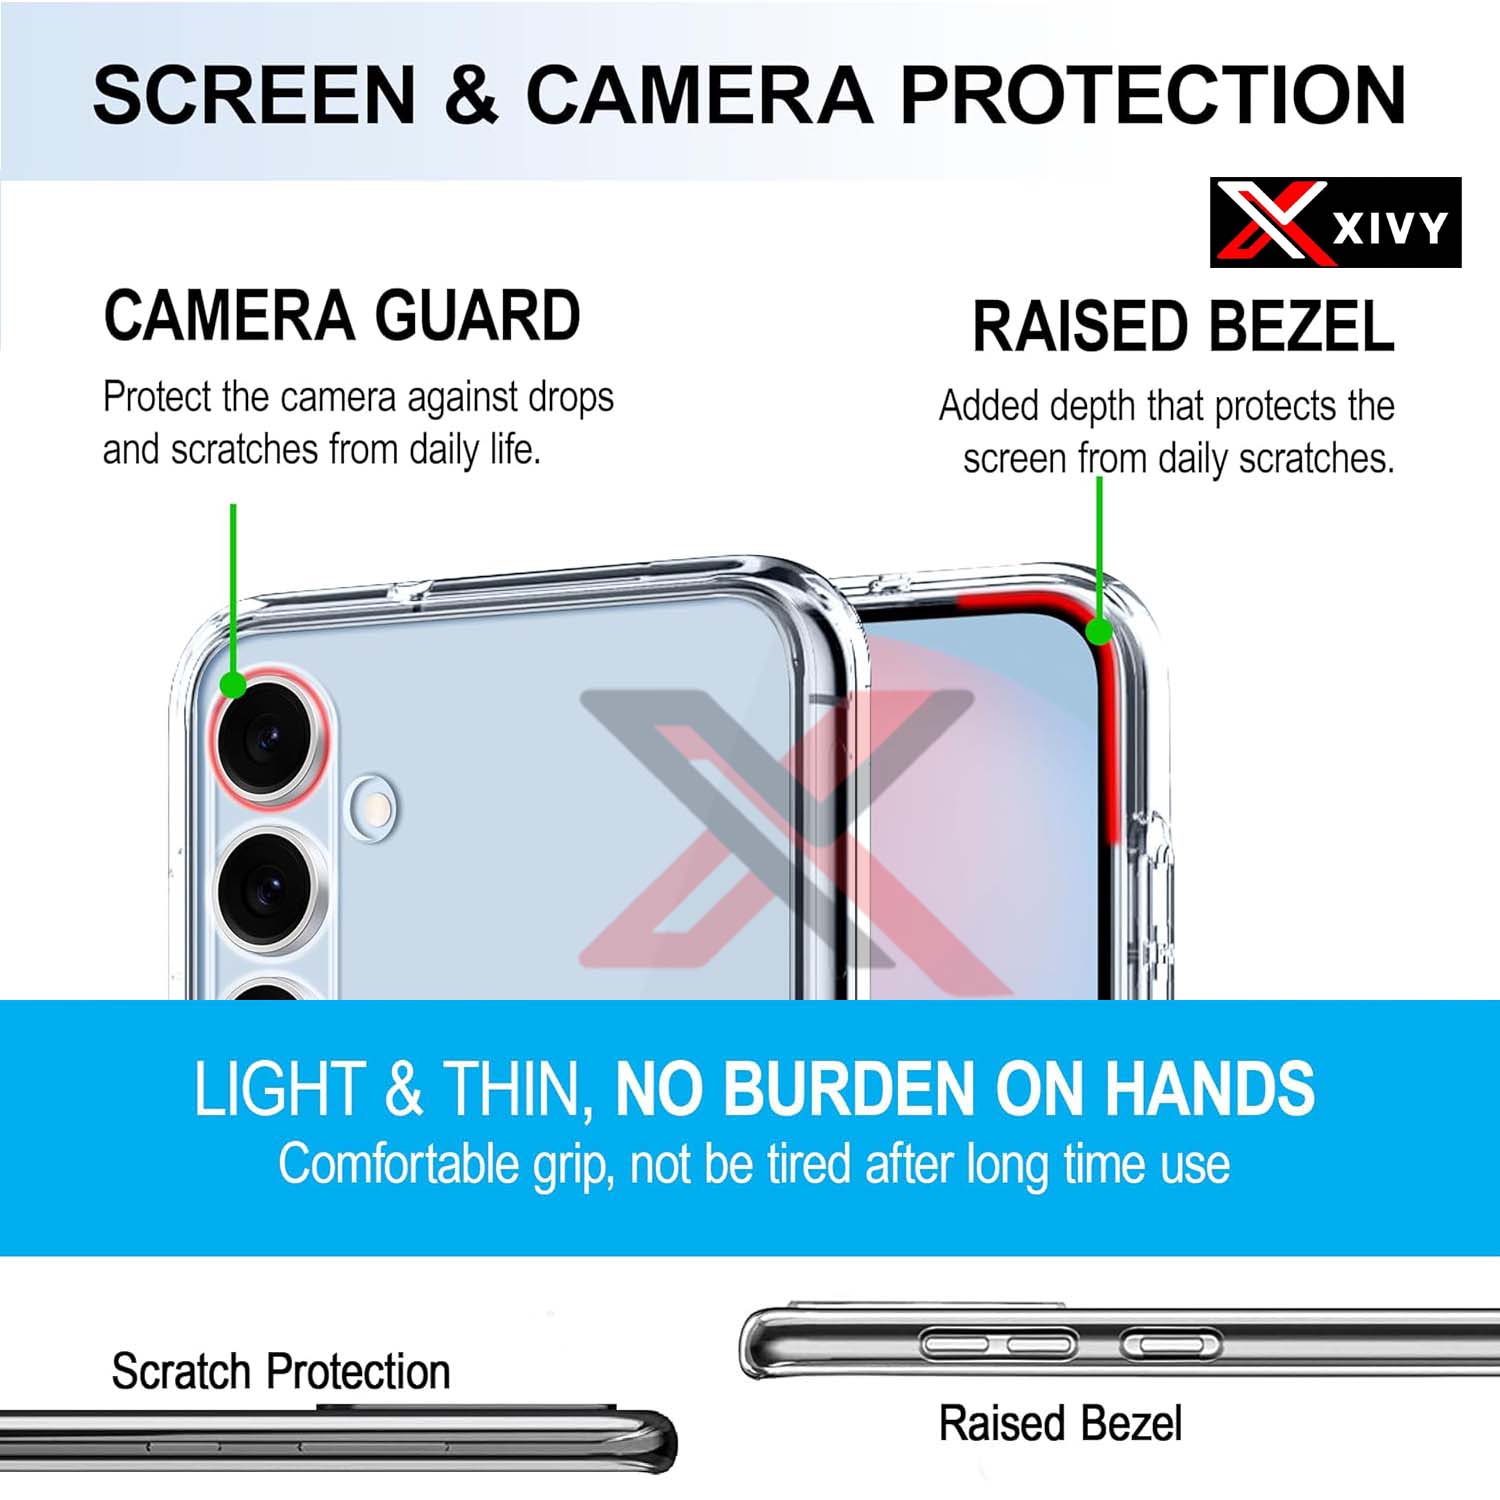 SCREEN & CAMERA PROTECTION
XIVY
CAMERA GUARD
Protect the camera against drops
and scratches from daily life.
RAISED BEZEL
Added depth that protects the
screen from daily scratches.
LIGHT & THIN, NO BURDEN ON HANDS
Comfortable grip, not be tired after long time use
Scratch Protection
Raised Bezel